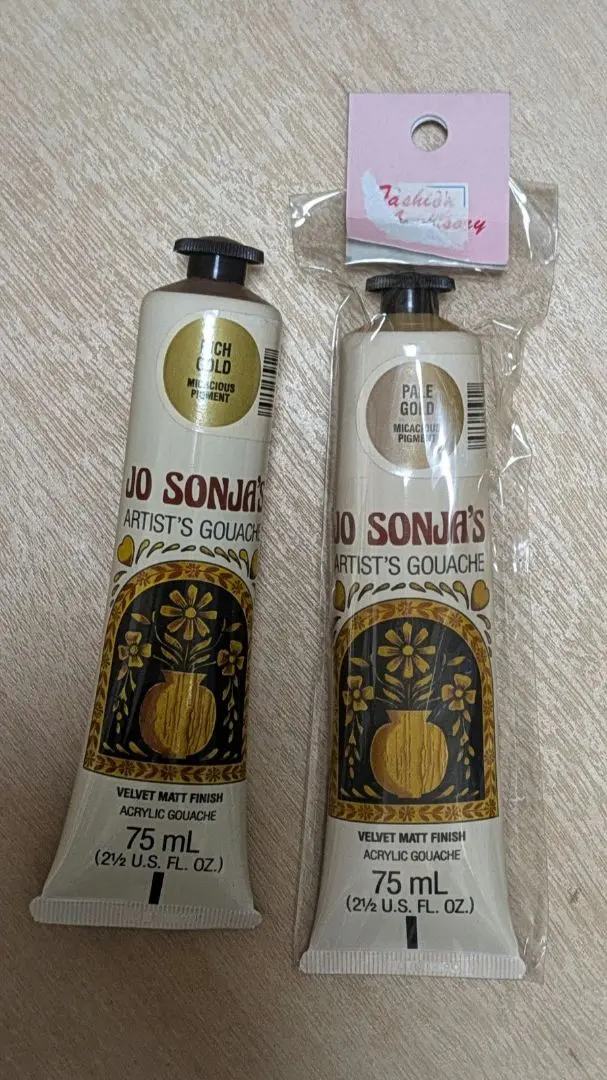 RICH
GOLD
MICACIOUS
PIGMENT
JO SONJA'S
ARTIST'S GOUACHE
VELVET MATT FINISH
ACRYLIC GOUACHE
75 mL
(2½ U.S. FL. OZ.)
Fashion
PALE
GOLD
MICACIOUS
PIGMENT
JO SONJA'S
ARTIST'S GOUACHE
VELVET MATT FINISH
ACRYLIC GOUACHE
75 mL
(2½ U.S. FL. OZ.)